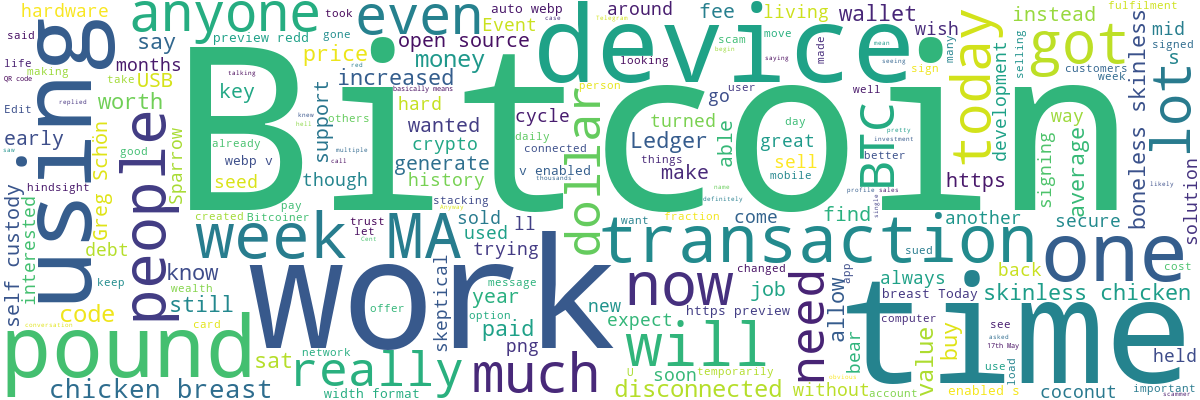 hardware
said
life
QR code
making
Edit
saw
using
anyone
took
gone
preview redd
say
months
take
USB
worth
early
good
self custody
interested
hindsight
keep
debt
code
people
Greg Schön
Sparrow
Bitcoin
price
increased
key
talking
red
already
others
webp v
seed
though
support
created
Bitcoiner
pay
even
auto webp
Event
case
Telegram
scam
move
around
fee
living
made
wallet
wish
many
open source
money
looking
basically means
hard
person
wanted
cycle
turned
crypto
daily
generate
connected
history
v enabled
things
thousands
make
stacking
device
dollar
Ledger
able
go
user
day
great
sell
mobile
well
BTC
better
pretty
investment
profile sales
single
name
definitely
sign
mean
seeing
begin
saying
today
https
selling
instead
development
got
customers
week
signing
average
way
mid
signed
s
fulfilment
lot
boneless skinless
solution
week MA
trust
let
Cent
anyway
sold
used
ll
trying
want
fraction
come
find
another
secure
transaction
sued
one
back
cost
know
still
wealth
card
conversation
offer
work
skeptical
message
option
year
new
expect
paid
png
now
changed
job
https preview
need
allow
app
always
breast Today
computer
skinless chicken
time
see
asked
17th May
held
pound
sat
network
really
width format
chicken breast
much
will
soon
temporarily
U
disconnected
obvious
bear
without
account
value
buy
enabled s
use
load
coconut
important
scammer
likely
replied
knew
hell
multiple
call